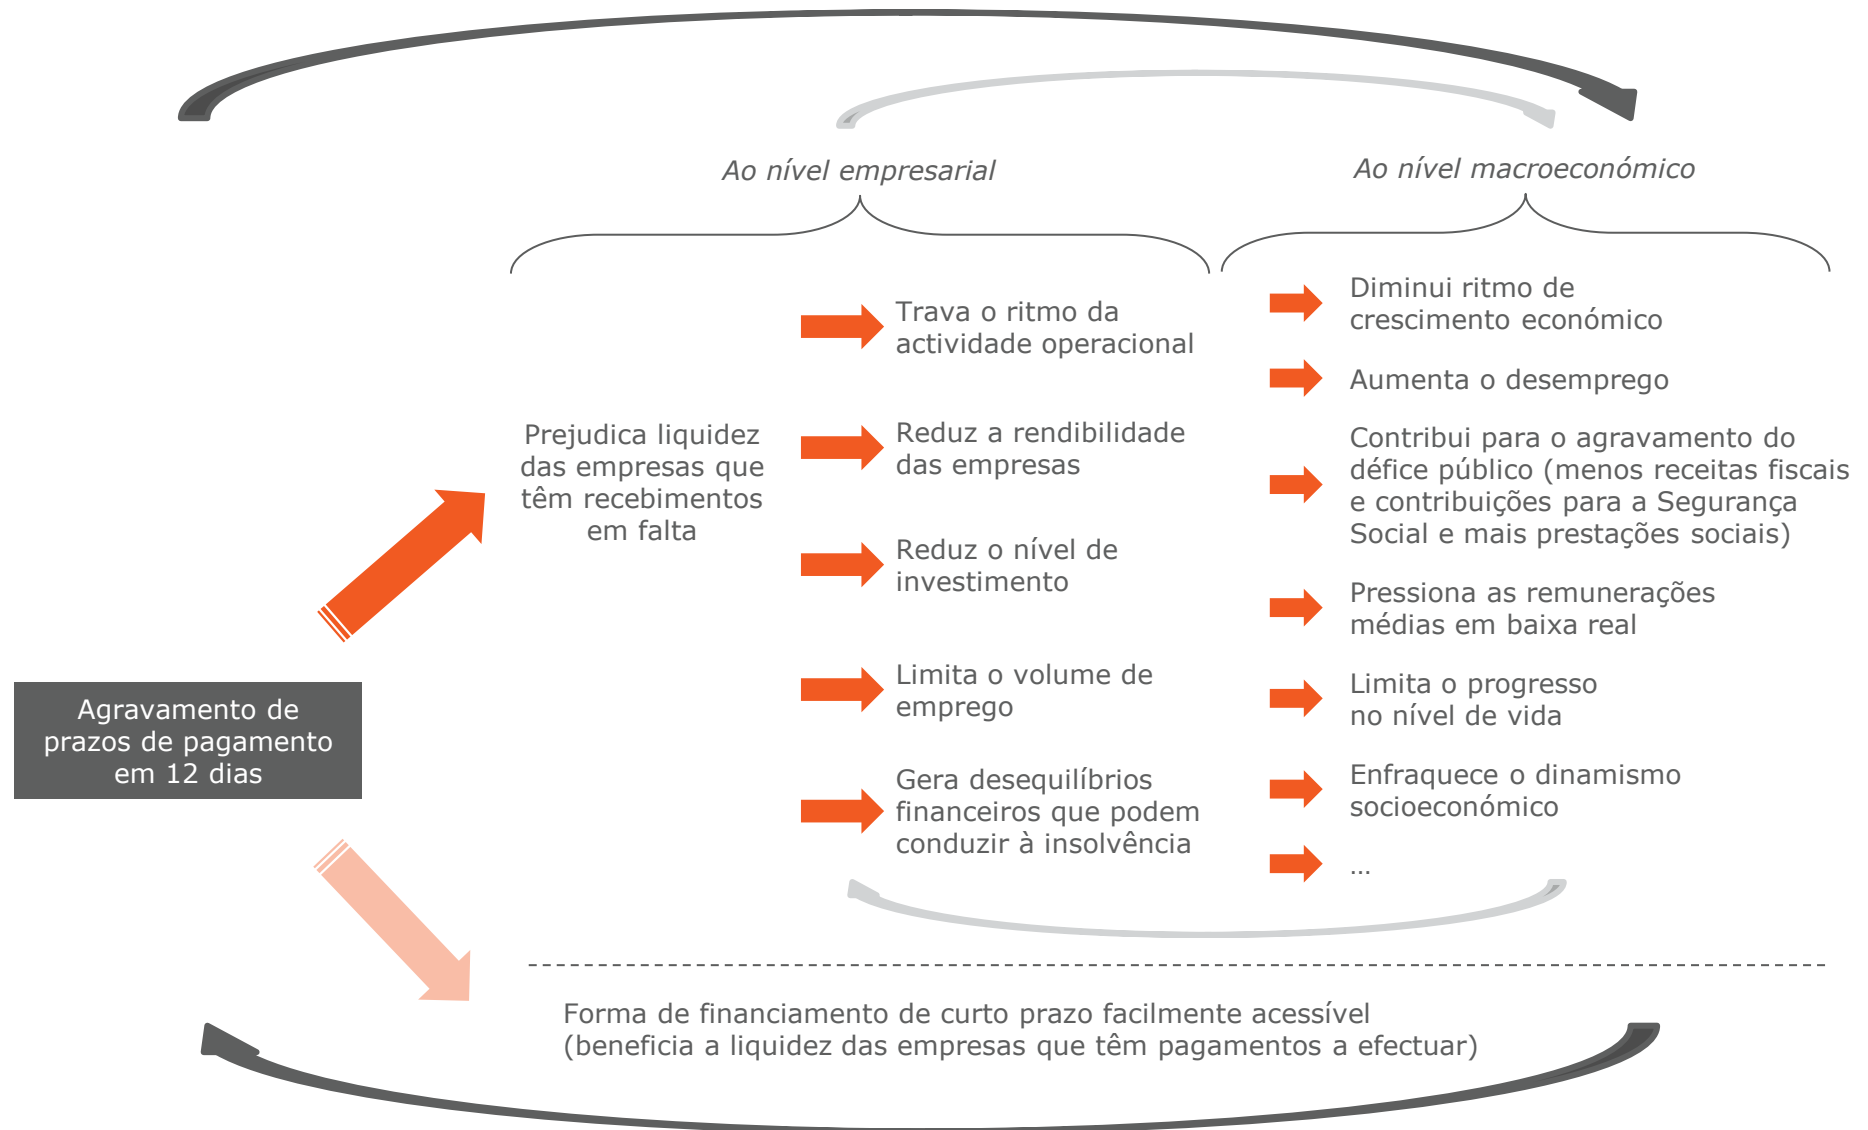 Ao nível empresarial
Ao nível macroeconómico
Agravamento de
prazos de pagamento
em 12 dias
Prejudica liquidez
das empresas que
têm recebimentos
em falta
Trava o ritmo da
actividade operacional
Reduz a rendibilidade
das empresas
Reduz o nível de
investimento
Limita o volume de
emprego
Gera desequilíbrios
financeiros que podem
conduzir à insolvência
Diminui ritmo de
crescimento económico
Aumenta o desemprego
Contribui para o agravamento do
défice público (menos receitas fiscais
e contribuições para a Segurança
Social e mais prestações sociais)
Pressiona as remunerações
médias em baixa real
Limita o progresso
no nível de vida
Enfraquece o dinamismo
socioeconómico
…
Forma de financiamento de curto prazo facilmente acessível
(beneficia a liquidez das empresas que têm pagamentos a efectuar)